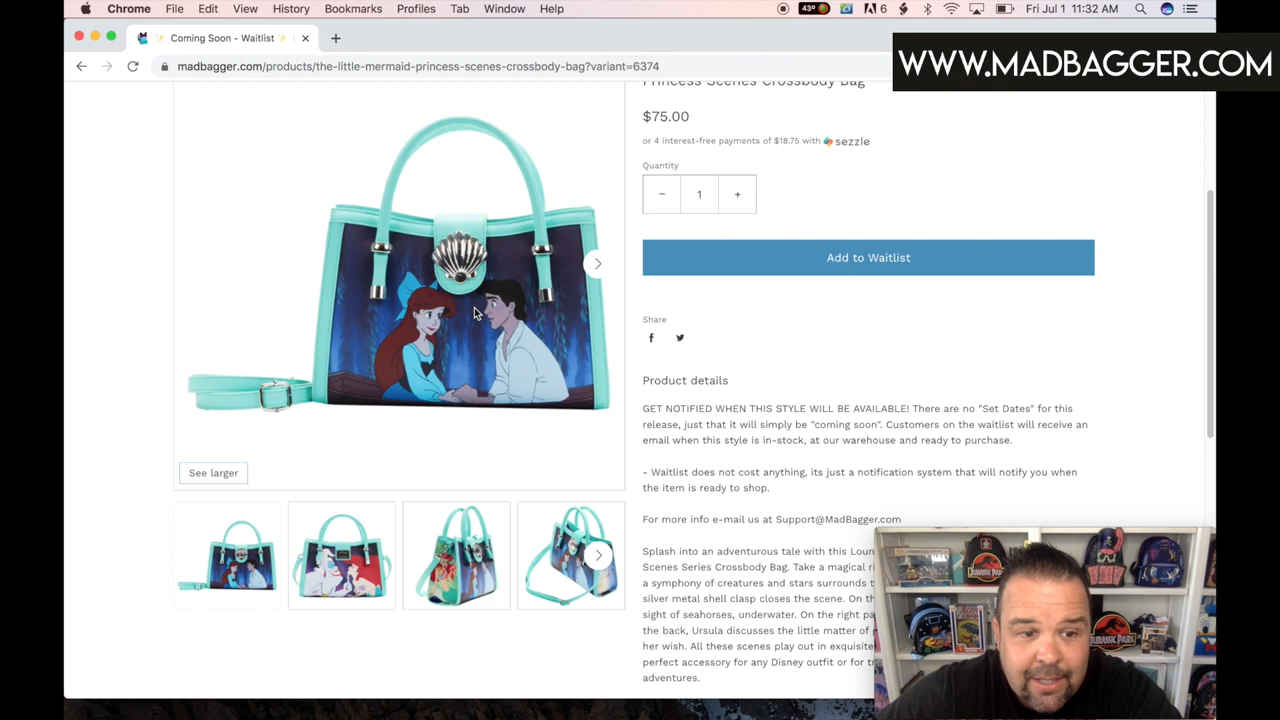 Chrome File Edit View History Bookmarks Profiles Tab Window Help
43° 6 Fri Jul 1 11:32 AM
✨ Coming Soon - Waitlist ✨
WWW.MADBAGGER.COM
madbagger.com/products/the-little-mermaid-princess-scenes-crossbody-bag?variant=6374
Princess Scenes Crossbody Bag
$75.00
or 4 interest-free payments of $18.75 with sezzle
Quantity
− 1 +
Add to Waitlist
Share
Product details
GET NOTIFIED WHEN THIS STYLE WILL BE AVAILABLE! There are no "Set Dates" for this
release, just that it will simply be "coming soon". Customers on the waitlist will receive an
email when this style is in-stock, at our warehouse and ready to purchase.
- Waitlist does not cost anything, its just a notification system that will notify you when
the item is ready to shop.
For more info e-mail us at Support@MadBagger.com
Splash into an adventurous tale with this Loun
Scenes Series Crossbody Bag. Take a magical ri
a symphony of creatures and stars surrounds t
silver metal shell clasp closes the scene. On th
sight of seahorses, underwater. On the right pa
the back, Ursula discusses the little matter of
her wish. All these scenes play out in exquisite
perfect accessory for any Disney outfit or for tr
adventures.
See larger
JURASSIC PARK
JURASSIC PARK